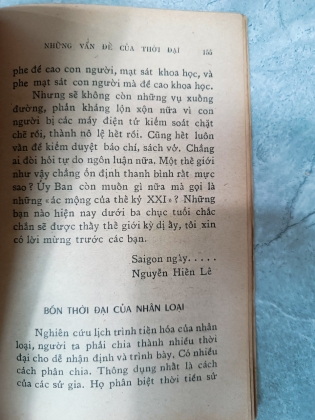 NHỮNG VẤN ĐỀ CỦA THỜI ĐẠI 155
phe đề cao con người, mạt sát khoa học, và
phe mạt sát con người mà đề cao khoa học.
Nhưng sẽ không còn những vụ xuống
đường, phản kháng lộn xộn nữa vì con
người bị các máy điện tử kiểm soát chặt
chẽ rồi, thành nô lệ hết rồi. Cũng hết luôn
vấn đề kiểm duyệt báo chí, sách vở. Chẳng
ai đòi hỏi tự do ngôn luận nữa. Một thế giới
như vậy chẳng ổn định thanh bình rất mực
sao? Ủy Ban còn muốn gì nữa mà gọi là
những «ác mộng của thế kỷ XXI»? Những
bạn nào hiện nay dưới ba chục tuổi chắc
chắn sẽ được thấy thế giới kỳ dị ấy, tôi xin
có lời mừng trước các bạn.
Saigon ngày.....
Nguyễn Hiến Lê
BỐN THỜI ĐẠI CỦA NHÂN LOẠI
Nghiên cứu lịch trình tiến hóa của nhân
loại, người ta phải chia thành nhiều thời
đại cho dễ nhận định và trình bày. Có nhiều
cách phân chia. Thông dụng nhất là cách
của các sử gia. Họ phân biệt thời tiền sử